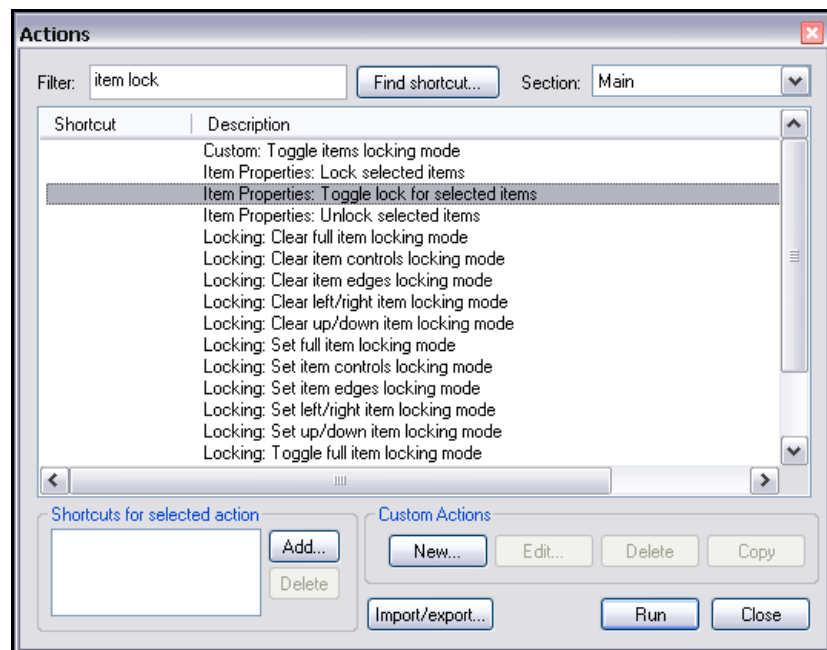 Actions
Filter: item lock Find shortcut... Section: Main
Shortcut Description
Custom: Toggle items locking mode
Item Properties: Lock selected items
Item Properties: Toggle lock for selected items
Item Properties: Unlock selected items
Locking: Clear full item locking mode
Locking: Clear item controls locking mode
Locking: Clear item edges locking mode
Locking: Clear left/right item locking mode
Locking: Clear up/down item locking mode
Locking: Set full item locking mode
Locking: Set item controls locking mode
Locking: Set item edges locking mode
Locking: Set left/right item locking mode
Locking: Set up/down item locking mode
Locking: Toggle full item locking mode
Shortcuts for selected action Custom Actions
Add... New... Edit... Delete Copy
Delete
Import/export... Run Close